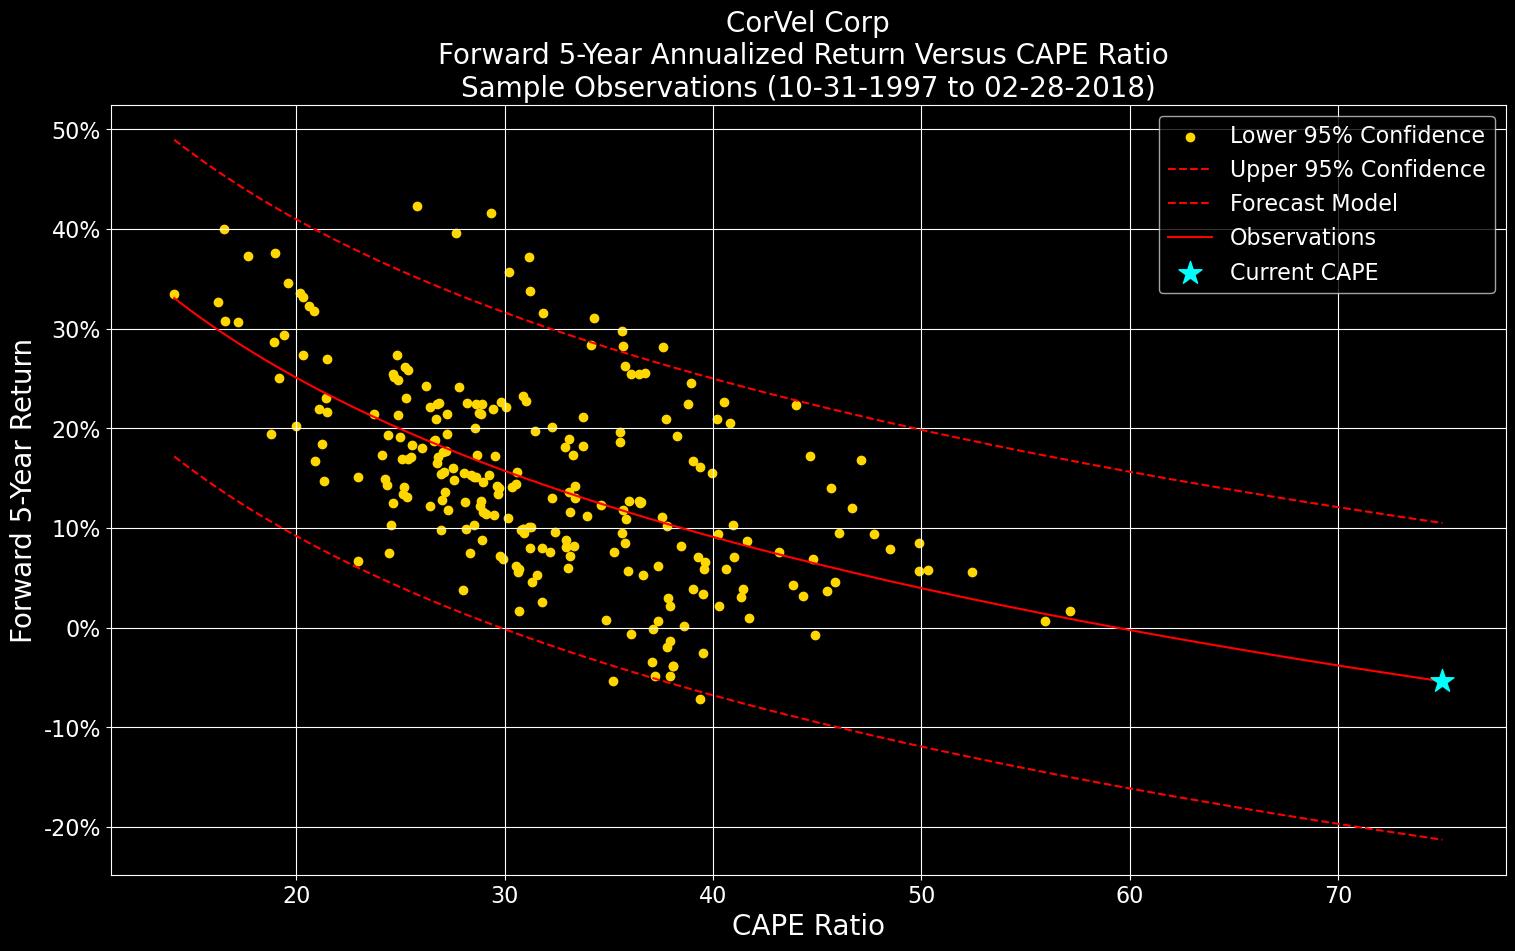 CorVel Corp
Forward 5-Year Annualized Return Versus CAPE Ratio
Sample Observations (10-31-1997 to 02-28-2018)
Lower 95% Confidence
Upper 95% Confidence
Forecast Model
Observations
Current CAPE
Forward 5-Year Return
50%
40%
30%
20%
10%
0%
-10%
-20%
20 30 40 50 60 70
CAPE Ratio